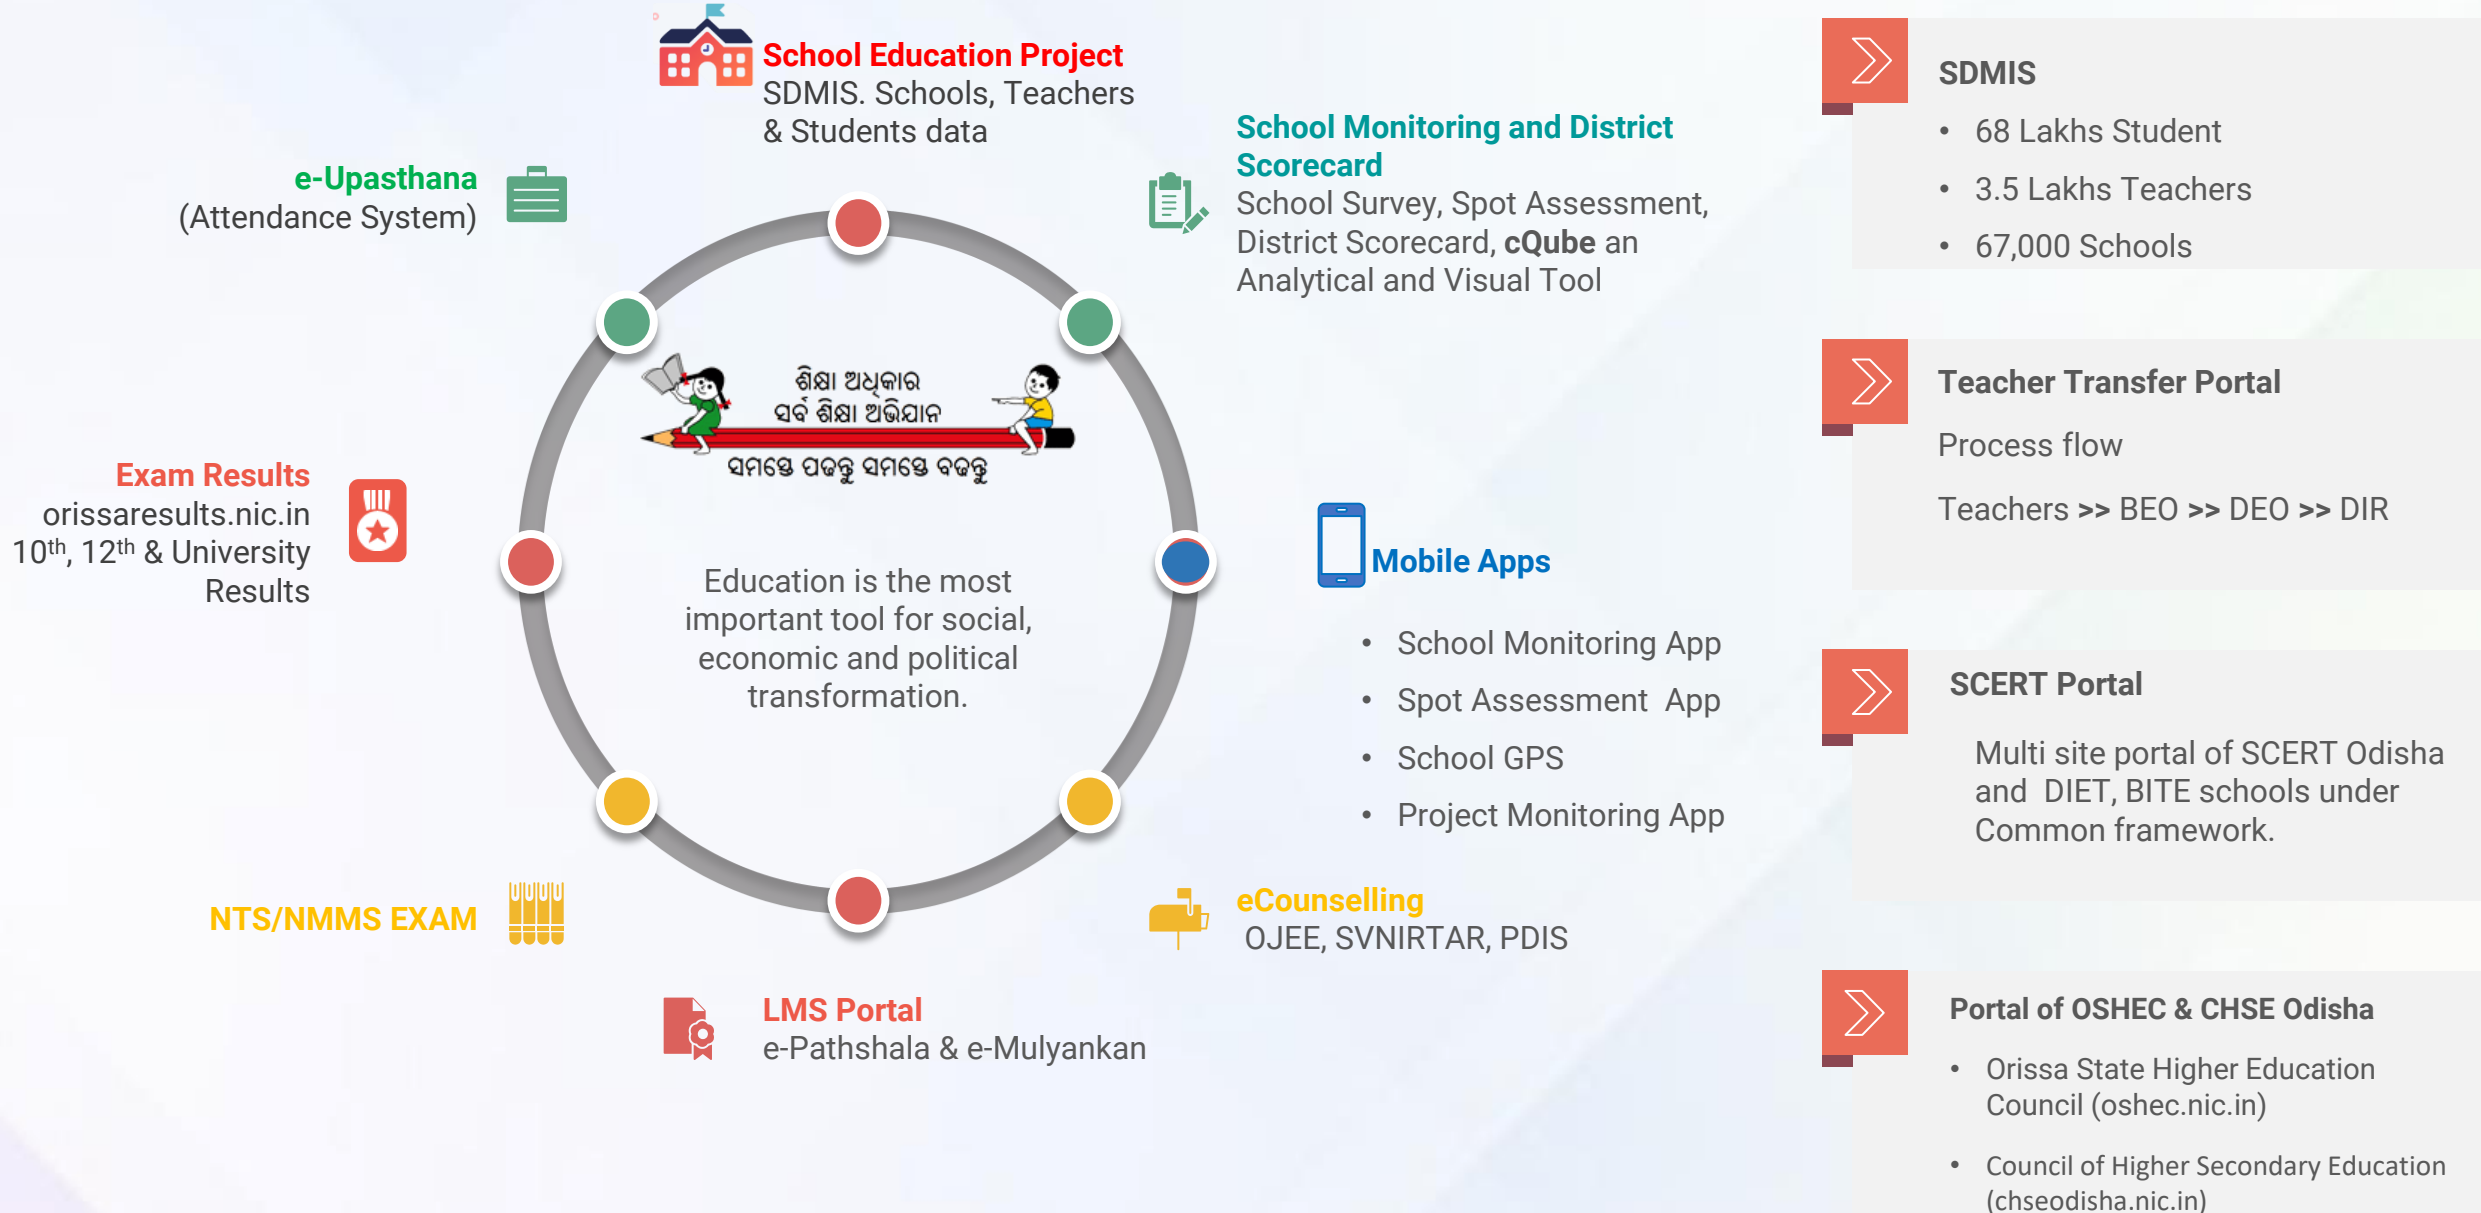 School Education Project
SDMIS. Schools, Teachers
& Students data
School Monitoring and District
Scorecard
School Survey, Spot Assessment,
District Scorecard, cQube an
Analytical and Visual Tool
e-Upasthana
(Attendance System)
ଶିକ୍ଷା ଅଧିକାର
ସର୍ବ ଶିକ୍ଷା ଅଭିଯାନ
ସମସ୍ତେ ପଢନ୍ତୁ ସମସ୍ତେ ବଢନ୍ତୁ
Education is the most
important tool for social,
economic and political
transformation.
Exam Results
orissaresults.nic.in
10th, 12th & University
Results
Mobile Apps
• School Monitoring App
• Spot Assessment App
• School GPS
• Project Monitoring App
NTS/NMMS EXAM
eCounselling
OJEE, SVNIRTAR, PDIS
LMS Portal
e-Pathshala & e-Mulyankan
SDMIS
• 68 Lakhs Student
• 3.5 Lakhs Teachers
• 67,000 Schools
Teacher Transfer Portal
Process flow
Teachers >> BEO >> DEO >> DIR
SCERT Portal
Multi site portal of SCERT Odisha
and DIET, BITE schools under
Common framework.
Portal of OSHEC & CHSE Odisha
• Orissa State Higher Education
Council (oshec.nic.in)
• Council of Higher Secondary Education
(chseodisha.nic.in)